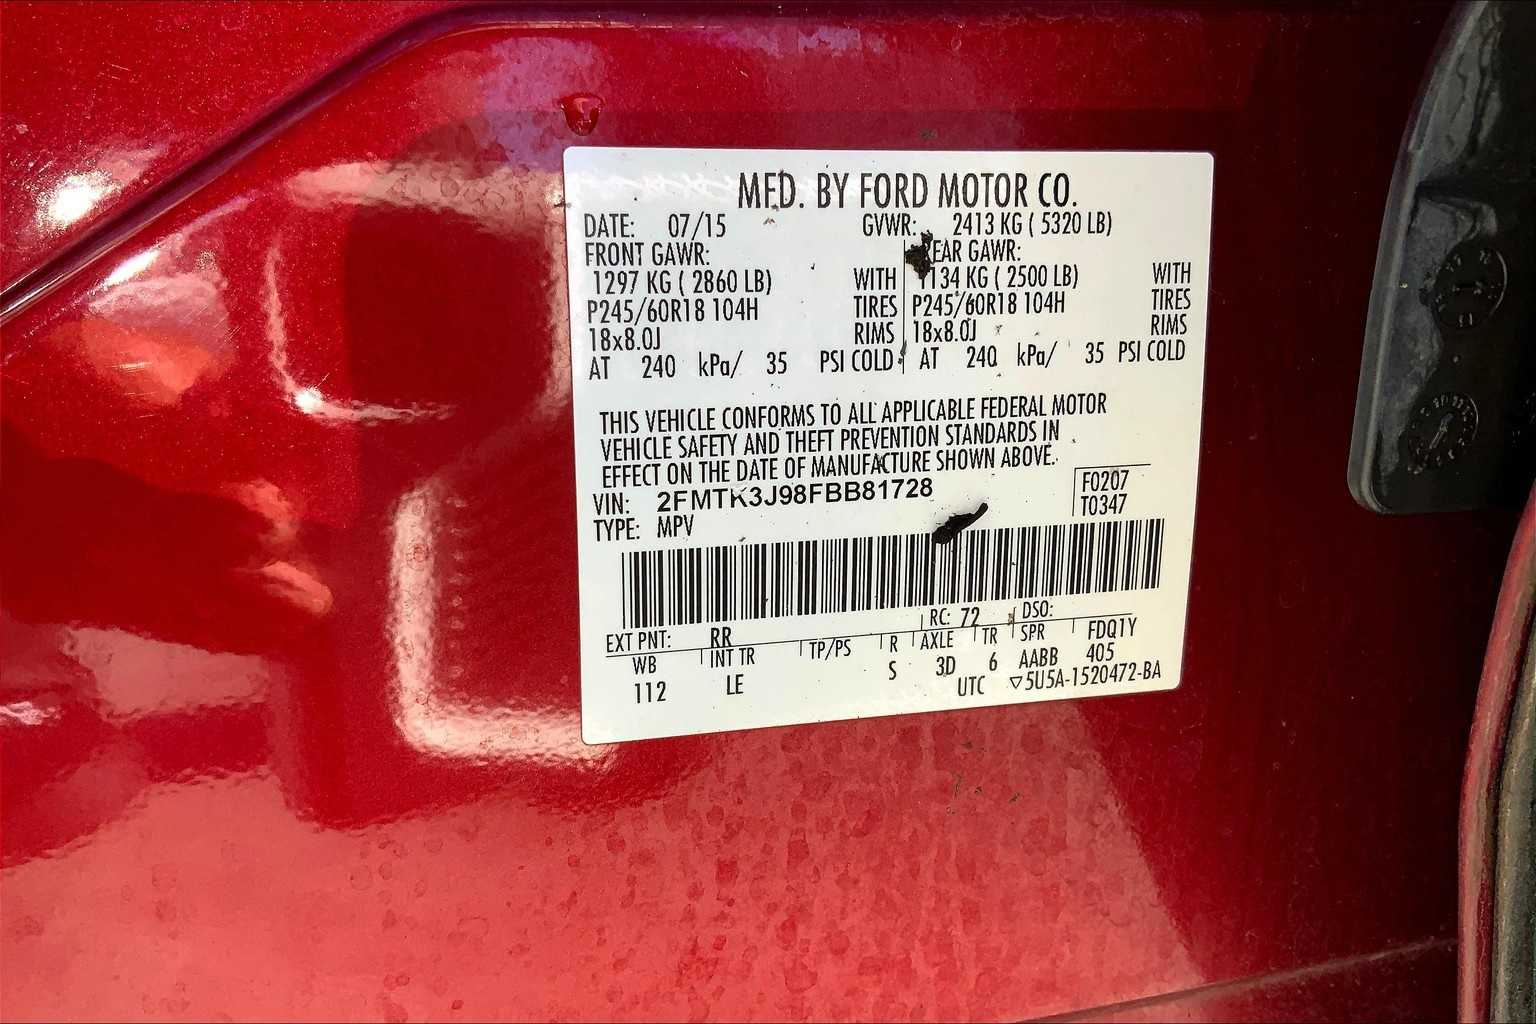 MFD. BY FORD MOTOR CO.
DATE: 07/15 GVWR: 2413 KG ( 5320 LB)
FRONT GAWR: REAR GAWR:
1297 KG ( 2860 LB) WITH 1134 KG ( 2500 LB) WITH
P245/60R18 104H TIRES P245/60R18 104H TIRES
18x8.0J RIMS 18x8.0J RIMS
AT 240 kPa/ 35 PSI COLD AT 240 kPa/ 35 PSI COLD
THIS VEHICLE CONFORMS TO ALL APPLICABLE FEDERAL MOTOR
VEHICLE SAFETY AND THEFT PREVENTION STANDARDS IN
EFFECT ON THE DATE OF MANUFACTURE SHOWN ABOVE.
VIN: 2FMTK3J98FBB81728 F0207
TYPE: MPV T0347
RC: 72 DSO:
EXT PNT: RR FDQ1Y
WB INT TR TP/PS R AXLE TR SPR 405
112 LE S 3D 6 AABB
UTC ▽5U5A-1520472-BA